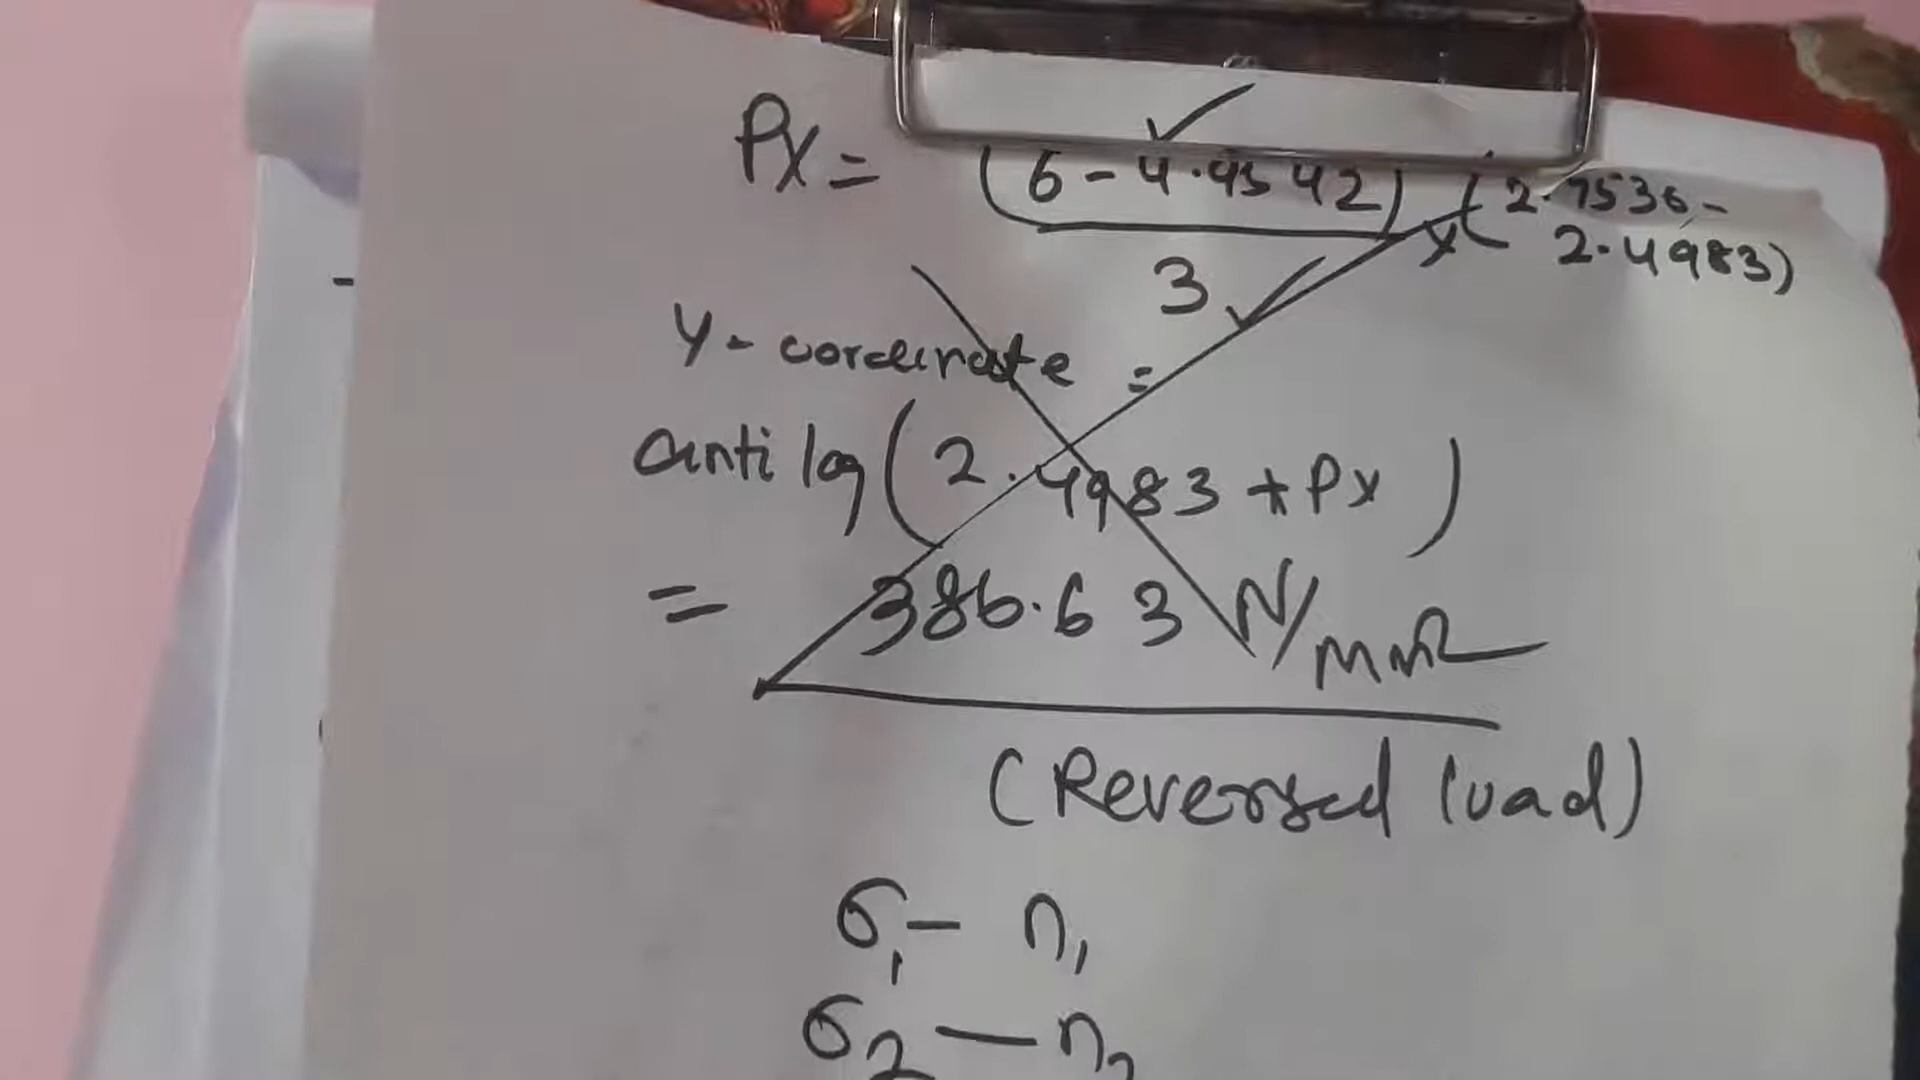 PX = (6 - 4.4542) x (2.7536 -
2.4983)
3
Y - cordinate =
anti log (2.4983 + PX)
= 386.63 N/mm2
(Reversed load)
σ1 - n1
σ2 — n2